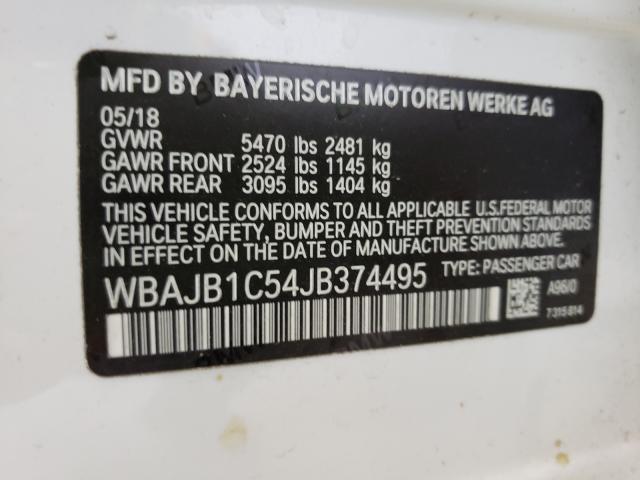 MFD BY BAYERISCHE MOTOREN WERKE AG
05/18
GVWR 5470 lbs 2481 kg
GAWR FRONT 2524 lbs 1145 kg
GAWR REAR 3095 lbs 1404 kg
THIS VEHICLE CONFORMS TO ALL APPLICABLE U.S.FEDERAL MOTOR
VEHICLE SAFETY, BUMPER AND THEFT PREVENTION STANDARDS
IN EFFECT ON THE DATE OF MANUFACTURE SHOWN ABOVE.
WBAJB1C54JB374495 TYPE: PASSENGER CAR
A96/0
7315814